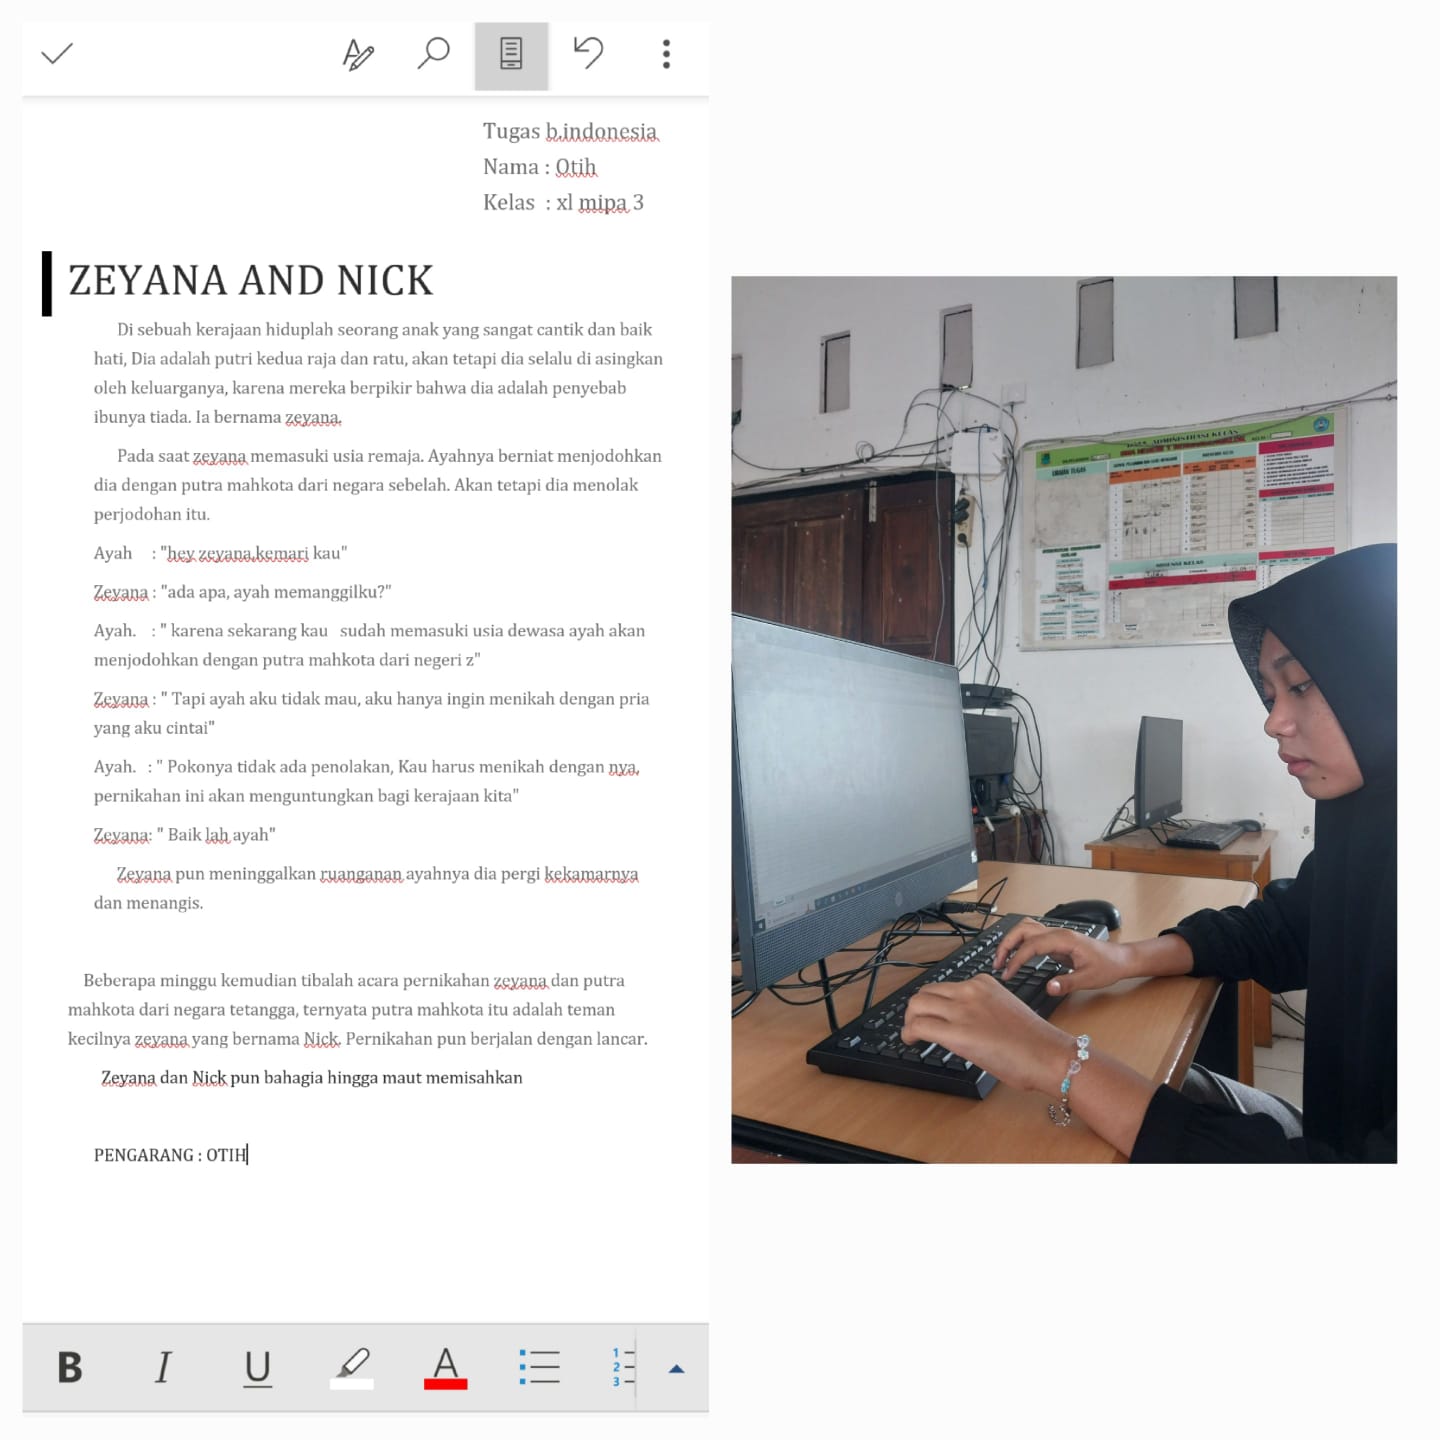 Tugas b.indonesia
Nama : Otih
Kelas : xl mipa 3
ZEYANA AND NICK
Di sebuah kerajaan hiduplah seorang anak yang sangat cantik dan baik
hati, Dia adalah putri kedua raja dan ratu, akan tetapi dia selalu di asingkan
oleh keluarganya, karena mereka berpikir bahwa dia adalah penyebab
ibunya tiada. Ia bernama zeyana.
Pada saat zeyana memasuki usia remaja. Ayahnya berniat menjodohkan
dia dengan putra mahkota dari negara sebelah. Akan tetapi dia menolak
perjodohan itu.
Ayah : "hey zeyana,kemari kau"
Zeyana : "ada apa, ayah memanggilku?"
Ayah. : " karena sekarang kau sudah memasuki usia dewasa ayah akan
menjodohkan dengan putra mahkota dari negeri z"
Zeyana : " Tapi ayah aku tidak mau, aku hanya ingin menikah dengan pria
yang aku cintai"
Ayah. : " Pokonya tidak ada penolakan, Kau harus menikah dengan nya,
pernikahan ini akan menguntungkan bagi kerajaan kita"
Zeyana: " Baik lah ayah"
Zeyana pun meninggalkan ruanganan ayahnya dia pergi kekamarnya
dan menangis.
Beberapa minggu kemudian tibalah acara pernikahan zeyana dan putra
mahkota dari negara tetangga, ternyata putra mahkota itu adalah teman
kecilnya zeyana yang bernama Nick. Pernikahan pun berjalan dengan lancar.
Zeyana dan Nick pun bahagia hingga maut memisahkan
PENGARANG : OTIH
B I U A
1
2
3
ADMINISTRASI KELAS
URAIAN TUGAS
ABSENSI KELAS